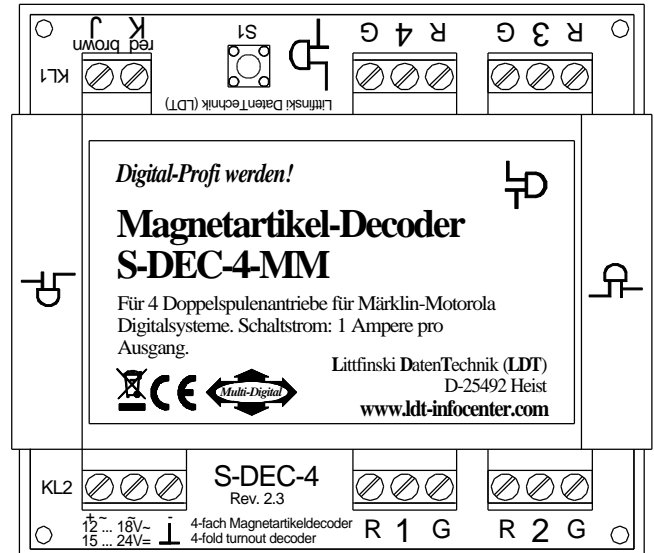 J K
brown red
KL1
S1
G 4 R
G 3 R
Littfinski DatenTechnik (LDT)
Digital-Profi werden!
Magnetartikel-Decoder
S-DEC-4-MM
Für 4 Doppelspulenantriebe für Märklin-Motorola
Digitalsysteme. Schaltstrom: 1 Ampere pro
Ausgang.
CE
Multi-Digital
Littfinski DatenTechnik (LDT)
D-25492 Heist
www.ldt-infocenter.com
KL2
+ ~ ~ -
12 ... 18V~
15 ... 24V=
S-DEC-4
Rev. 2.3
4-fach Magnetartikeldecoder
4-fold turnout decoder
R 1 G
R 2 G